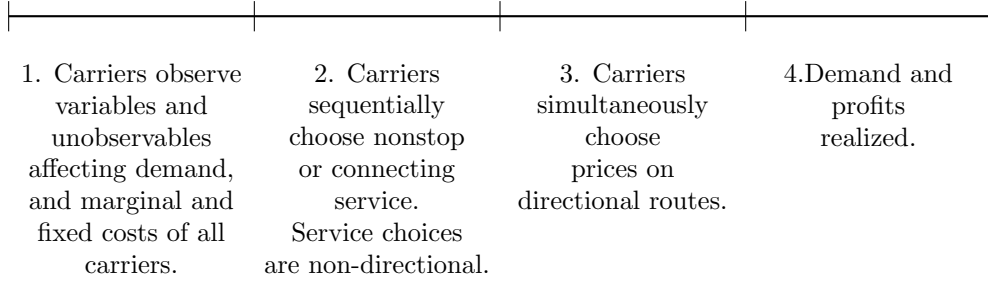 1. Carriers observe
variables and
unobservables
affecting demand,
and marginal and
fixed costs of all
carriers.
2. Carriers
sequentially
choose nonstop
or connecting
service.
Service choices
are non-directional.
3. Carriers
simultaneously
choose
prices on
directional routes.
4.Demand and
profits
realized.